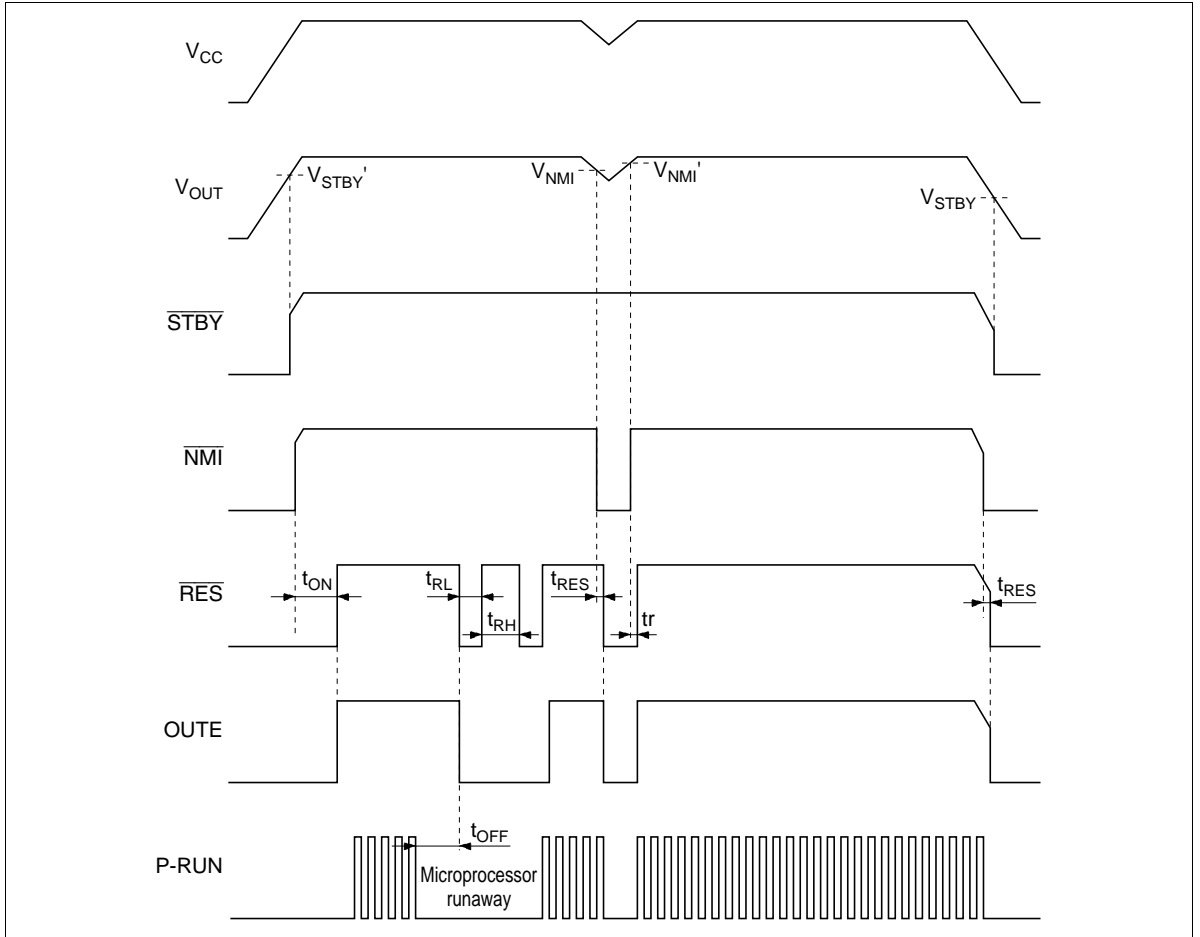 VCC
VOUT
VSTBY'
VNMI
VNMI'
VSTBY
STBY
NMI
RES
tON
tRL
tRH
tRES
tr
tRES
OUTE
P-RUN
tOFF
Microprocessor
runaway